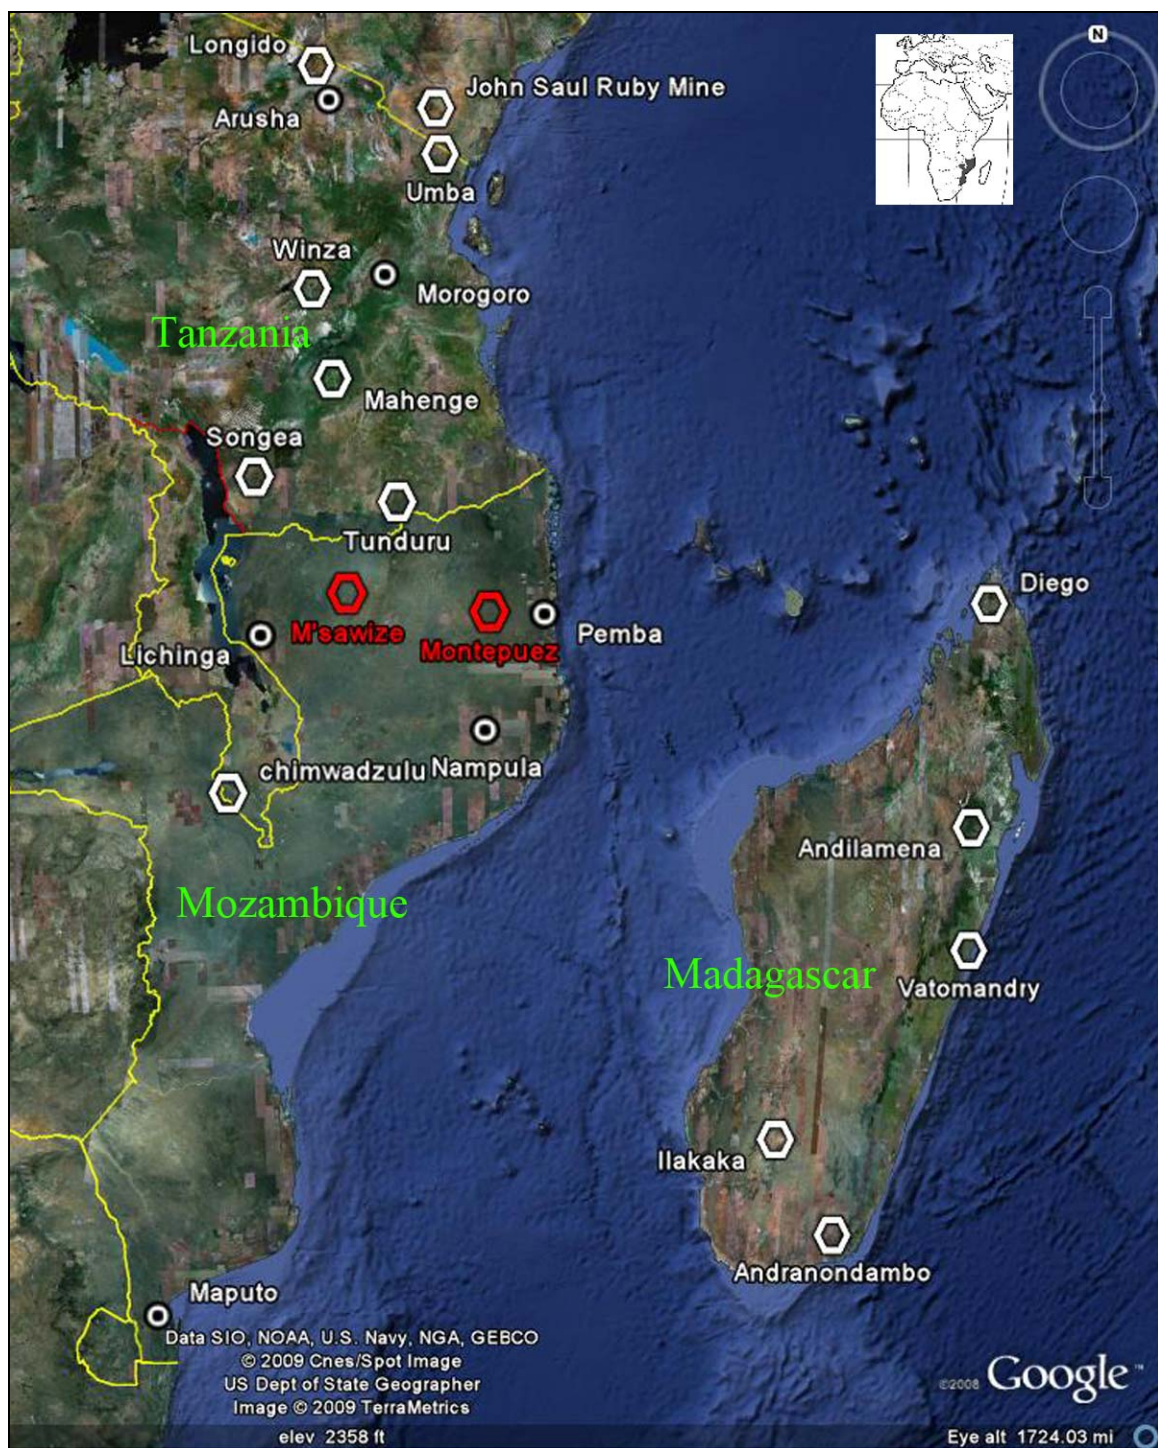 N
Longido
John Saul Ruby Mine
Arusha
Umba
Winza
Morogoro
Tanzania
Mahenge
Songea
Tunduru
Diego
M'sawize
Pemba
Montepuez
Lichinga
chimwadzulu
Nampula
Andilamena
Mozambique
Madagascar
Vatomandry
Ilakaka
Andranondambo
Maputo
Data SIO, NOAA, U.S. Navy, NGA, GEBCO
© 2009 Cnes/Spot Image
US Dept of State Geographer
Image © 2009 TerraMetrics
©2008 Google™
elev 2358 ft
Eye alt 1724.03 mi